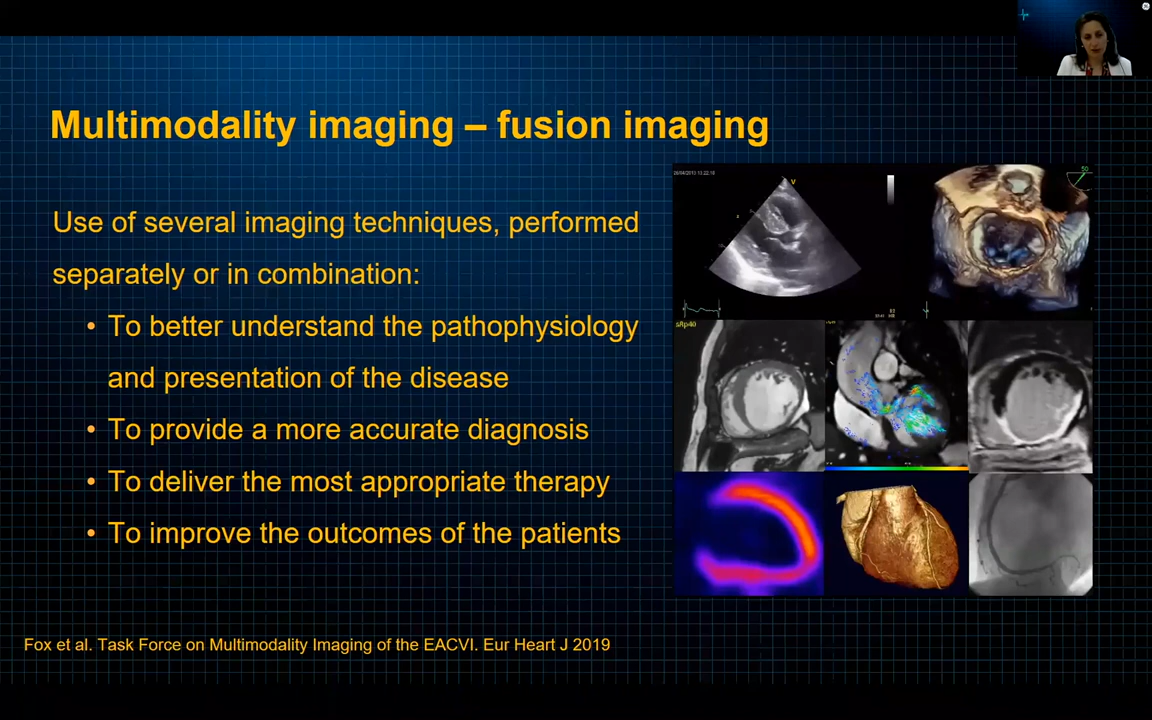 Multimodality imaging – fusion imaging
Use of several imaging techniques, performed
separately or in combination:
• To better understand the pathophysiology
and presentation of the disease
• To provide a more accurate diagnosis
• To deliver the most appropriate therapy
• To improve the outcomes of the patients
V
50
Fox et al. Task Force on Multimodality Imaging of the EACVI. Eur Heart J 2019